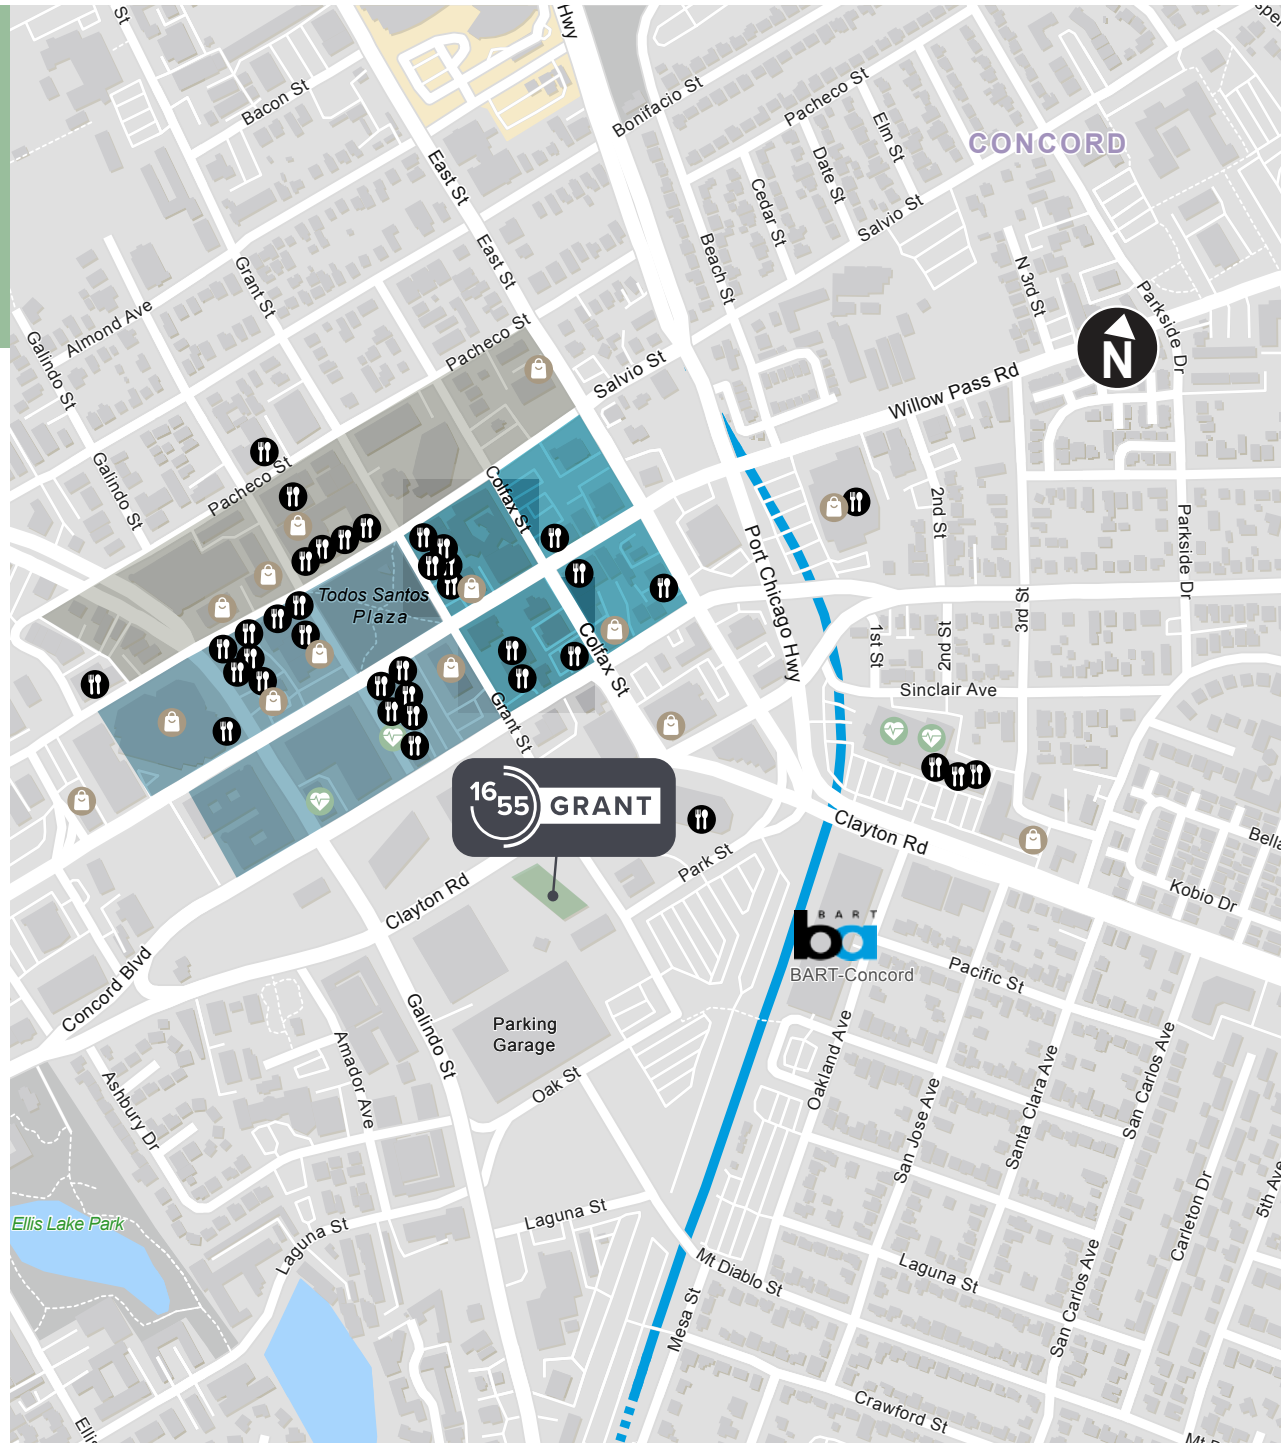 St
Hwy
Bacon St
Bonifacio St
Pacheco St
Elm St
CONCORD
East St
Date St
Cedar St
Salvio St
Beach St
East St
Grant St
N 3rd St
Parkside Dr
Almond Ave
Galindo St
Pacheco St
N
Salvio St
Willow Pass Rd
Galindo St
Pacheco St
Colfax St
2nd St
Parkside Dr
Port Chicago Hwy
Todos Santos
Plaza
3rd St
1st St
2nd St
Colfax St
Sinclair Ave
Grant St
1655 GRANT
Clayton Rd
Park St
Bella
Kobio Dr
Clayton Rd
BART
ba
BART-Concord
Pacific St
Concord Blvd
Galindo St
Parking
Garage
Amador Ave
Oak St
Oakland Ave
San Jose Ave
Santa Clara Ave
San Carlos Ave
Ashbury Dr
Carleton Dr
5th Ave
Ellis Lake Park
Laguna St
Laguna St
Mt Diablo St
Laguna St
San Carlos Ave
Mesa St
Crawford St
Ellis
Mt D